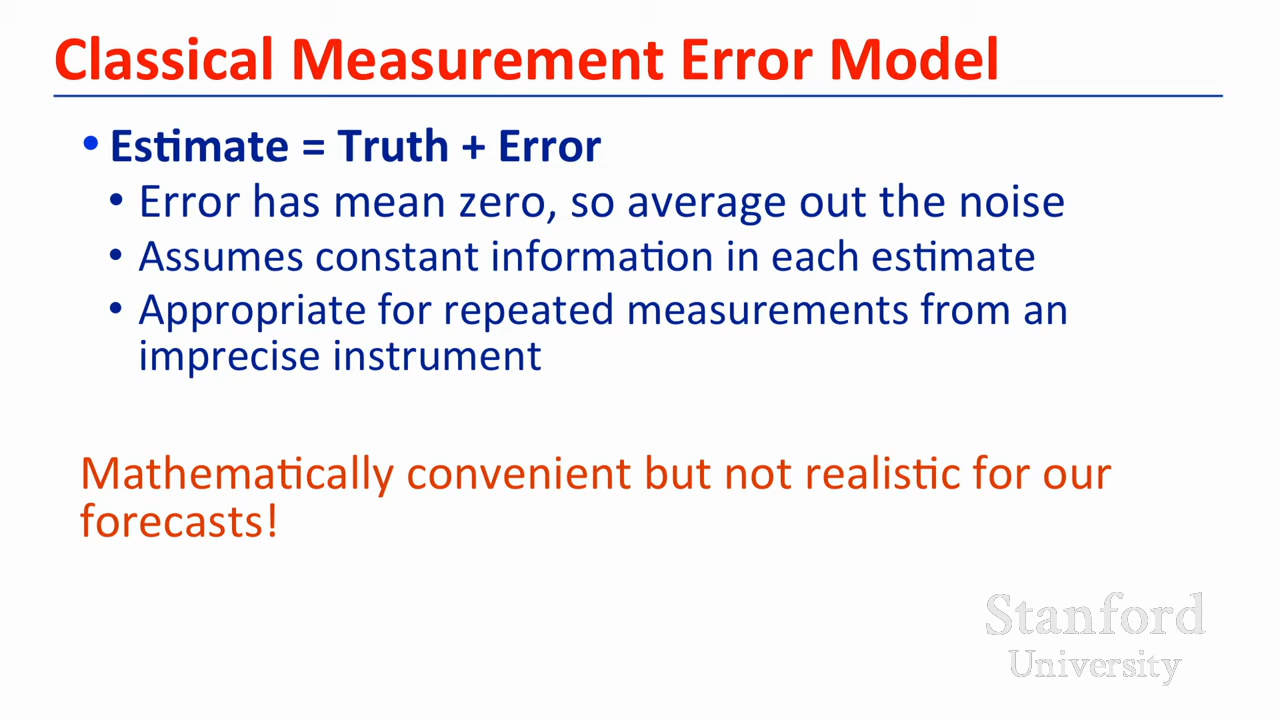 Classical Measurement Error Model
• Estimate = Truth + Error
• Error has mean zero, so average out the noise
• Assumes constant information in each estimate
• Appropriate for repeated measurements from an
imprecise instrument
Mathematically convenient but not realistic for our
forecasts!
Stanford
University